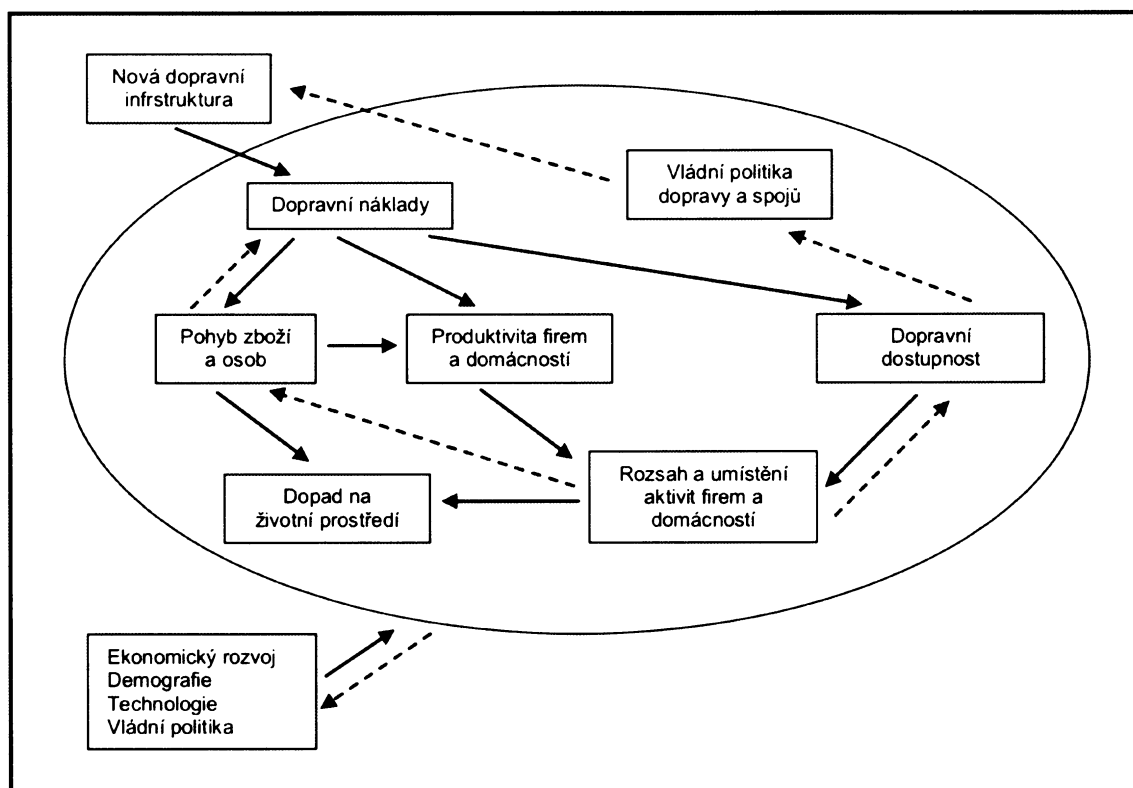 Nová dopravní
infrstruktura
Vládní politika
dopravy a spojů
Dopravní náklady
Pohyb zboží
a osob
Produktivita firem
a domácností
Dopravní
dostupnost
Dopad na
životní prostředí
Rozsah a umístění
aktivit firem a
domácností
Ekonomický rozvoj
Demografie
Technologie
Vládní politika